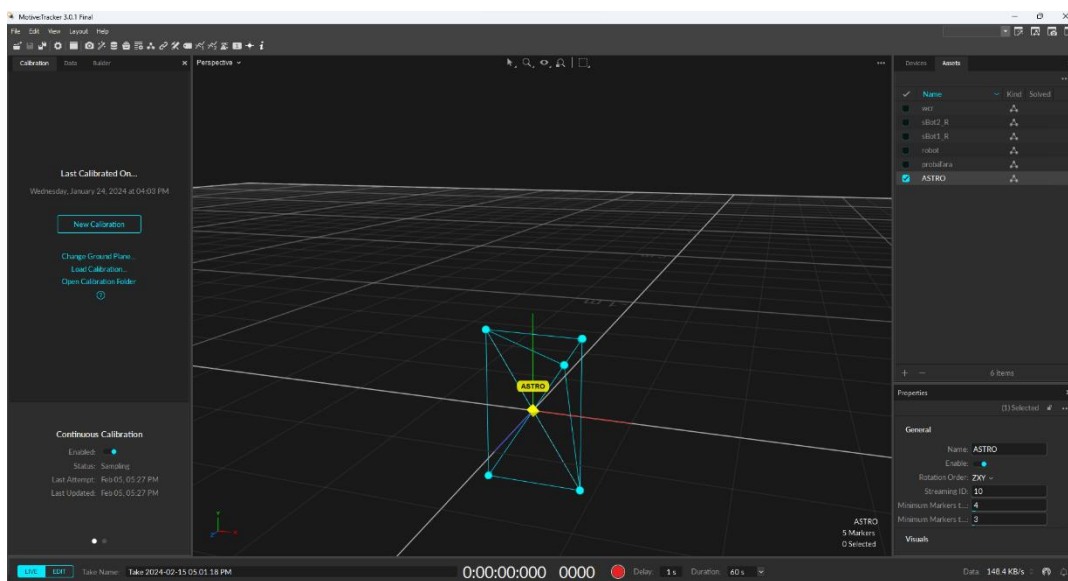 Motive:Tracker 3.0.1 Final
File Edit View Layout Help
Calibration Data Builder
Perspective
Devices Assets
Name Kind Solved
wcr
sBot2_R
sBot1_R
robot
probafara
ASTRO
Last Calibrated On...
Wednesday, January 24, 2024 at 04:03 PM
New Calibration
Change Ground Plane...
Load Calibration...
Open Calibration Folder
ASTRO
6 Items
Properties
(1) Selected
General
Name: ASTRO
Enable:
Rotation Order: ZXY
Streaming ID: 10
Minimum Markers t...: 4
Minimum Markers t...: 3
Visuals
Continuous Calibration
Enabled:
Status: Sampling
Last Attempt: Feb 05, 05:27 PM
Last Updated: Feb 05, 05:27 PM
ASTRO
5 Markers
0 Selected
LIVE EDIT Take Name: Take 2024-02-15 05.01.18 PM 0:00:00:000 0000 Delay: 1 s Duration: 60 s Data 148.4 KB/s